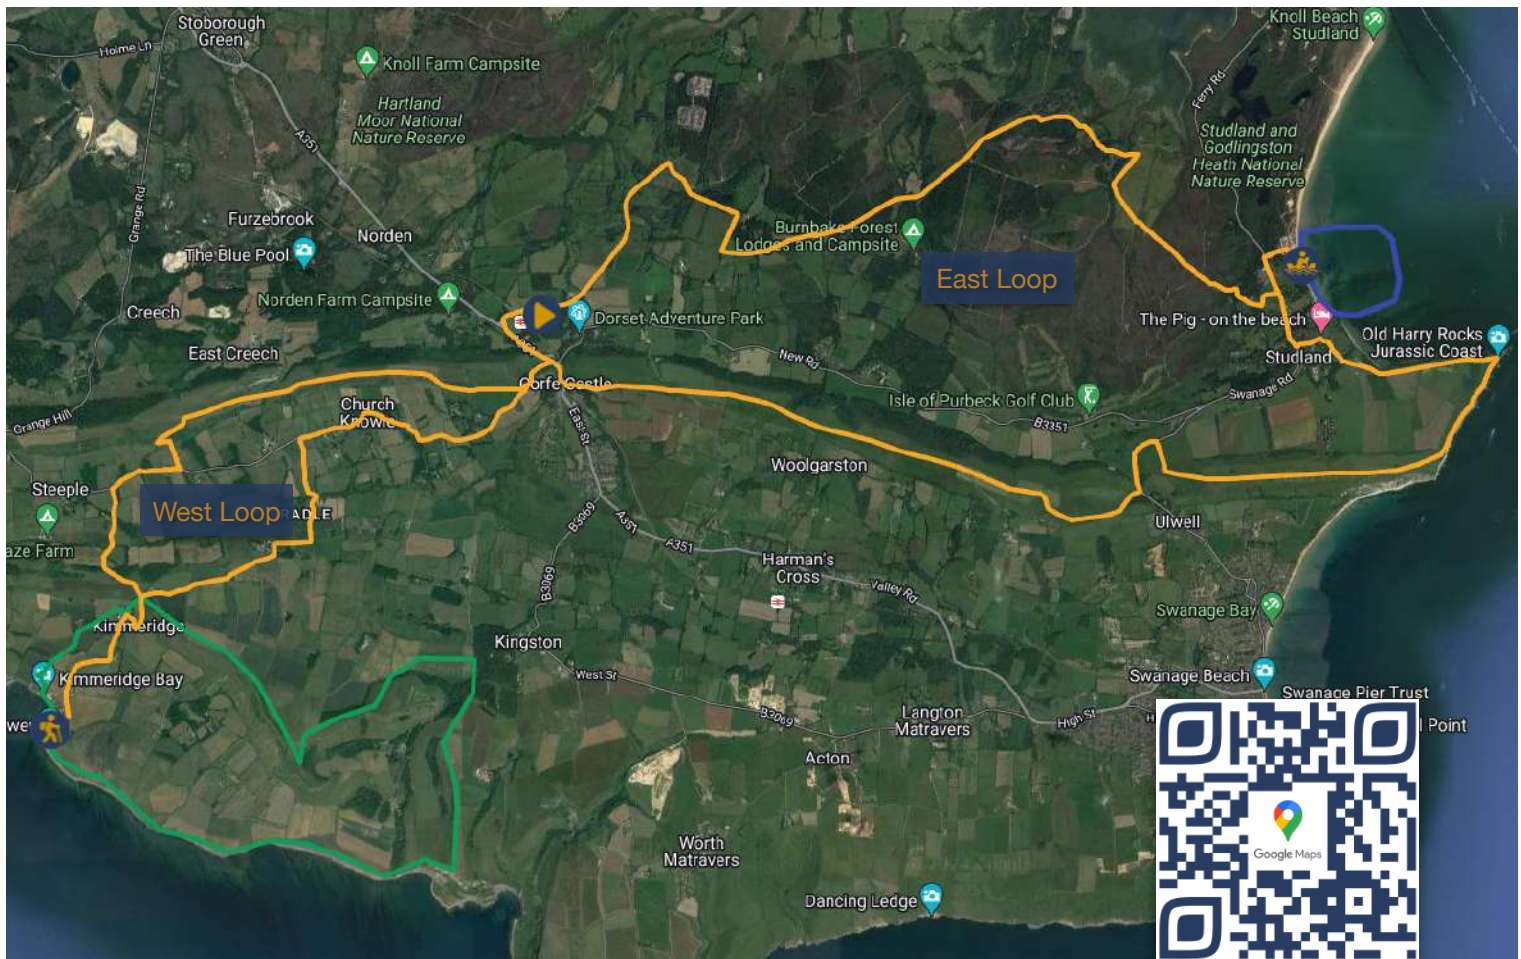 Stoborough
Green
Holme Ln
Knoll Farm Campsite
Knoll Beach
Studland
Hartland
Moor National
Nature Reserve
A351
Ferry Rd
Studland and
Godlingston
Heath National
Nature Reserve
Grange Rd
Furzebrook
The Blue Pool
Norden
Burnbake Forest
Lodges and Campsite
East Loop
Norden Farm Campsite
Creech
Dorset Adventure Park
The Pig - on the beach
Old Harry Rocks
Jurassic Coast
East Creech
A351
New Rd
Studland
Corfe Castle
Swanage Rd
Isle of Purbeck Golf Club
B3351
Grange Hill
Church
Knowle
East St
Woolgarston
Steeple
West Loop
RADLE
B3069
A351
A351
Ulwell
aze Farm
Harman's
Cross
B3069
Valley Rd
Swanage Bay
Kimmeridge
Kingston
West St
Kimmeridge Bay
Swanage Beach
Swanage Pier Trust
B3069
Langton
Matravers
High St
H
l Point
Acton
Worth
Matravers
Google Maps
Dancing Ledge